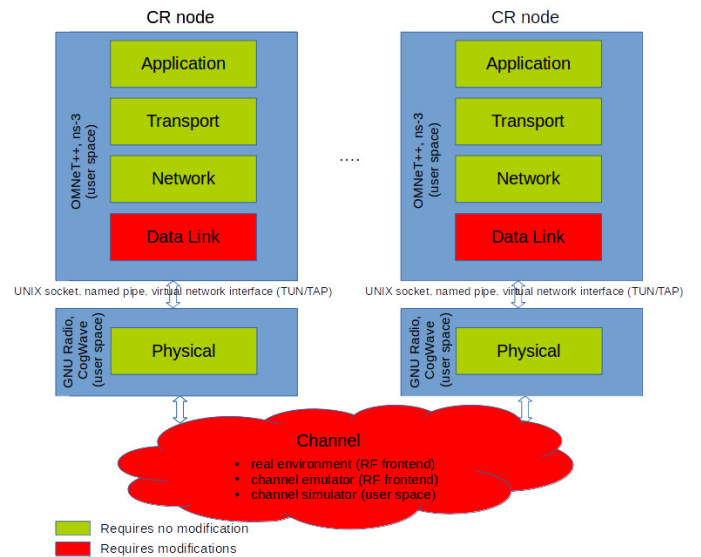 CR node
CR node
Application
Application
Transport
Transport
OMNeT++, ns-3
(user space)
OMNeT++, ns-3
(user space)
....
Network
Network
Data Link
Data Link
UNIX socket, named pipe, virtual network interface (TUN/TAP)
UNIX socket, named pipe, virtual network interface (TUN/TAP)
GNU Radio,
CogWave
(user space)
Physical
GNU Radio,
CogWave
(user space)
Physical
Channel
• real environment (RF frontend)
• channel emulator (RF frontend)
• channel simulator (user space)
Requires no modification
Requires modifications